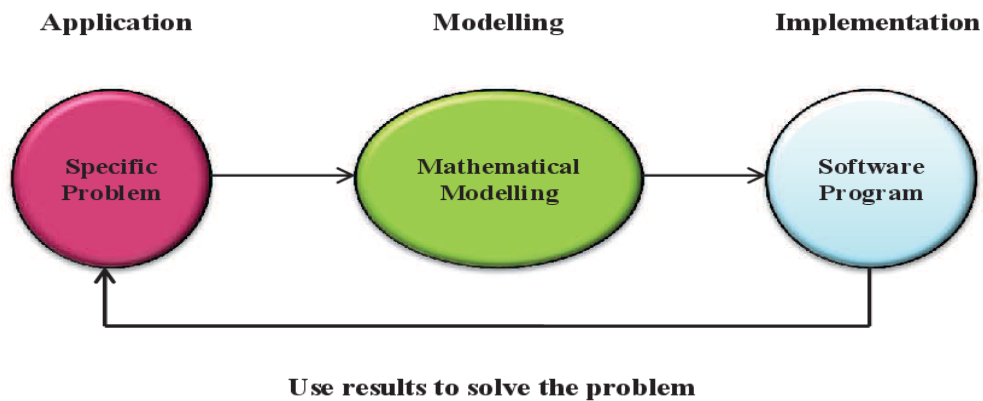 Application
Modelling
Implementation
Specific
Problem
Mathematical
Modelling
Software
Program
Use results to solve the problem